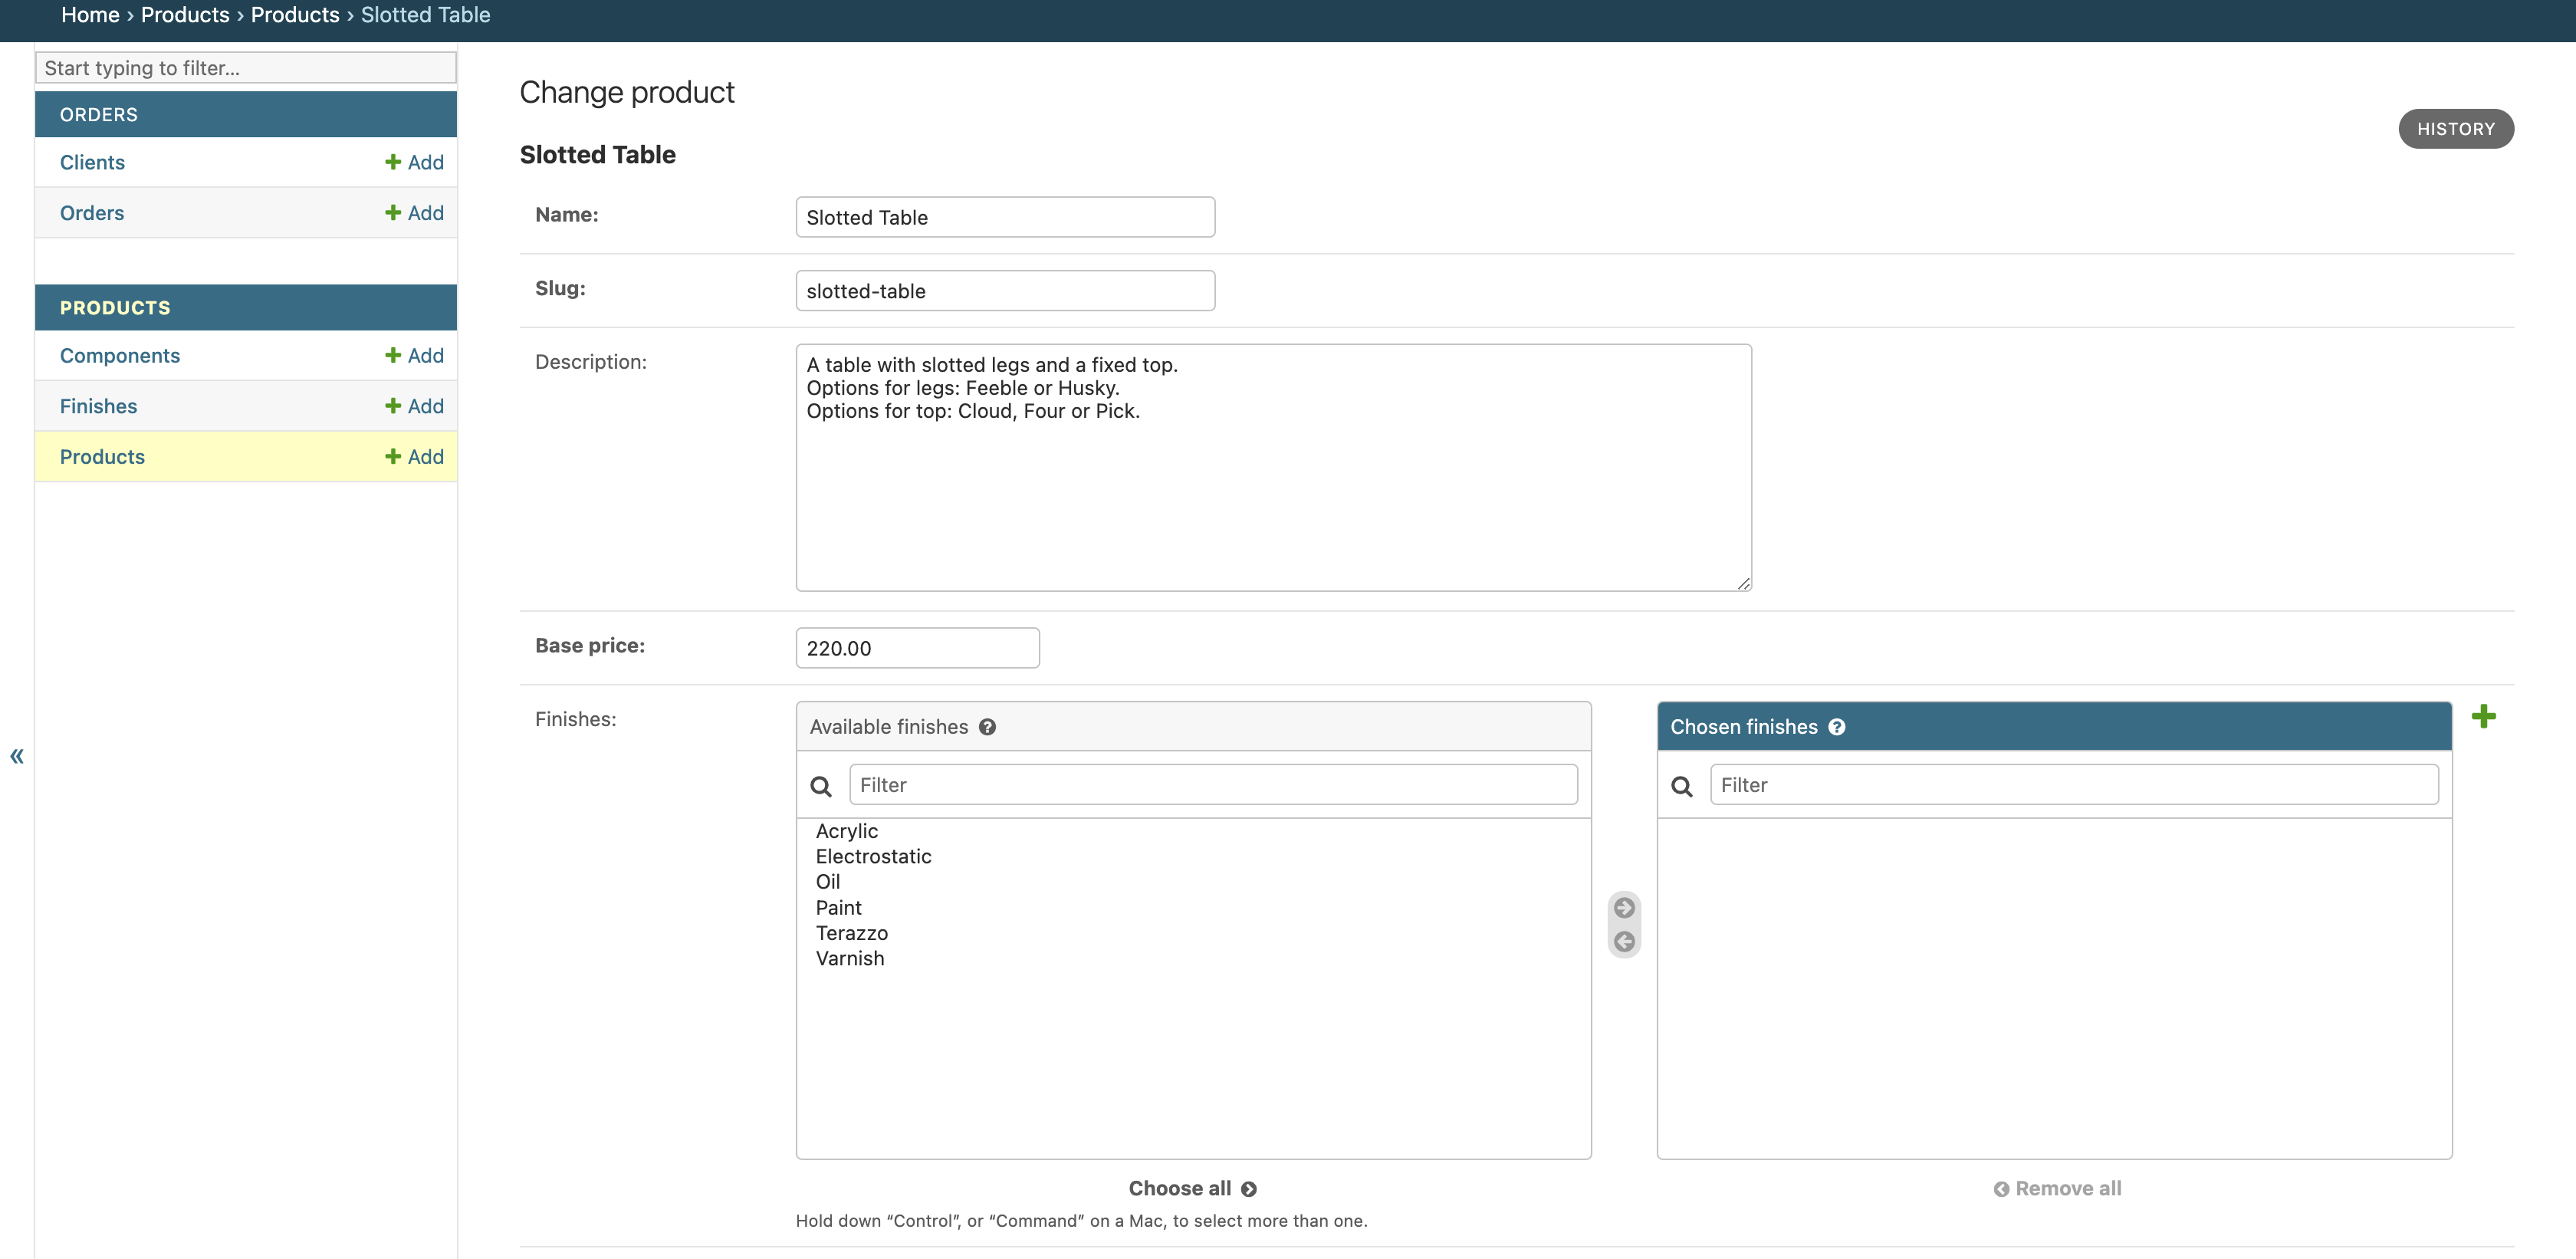 Home › Products › Products › Slotted Table
Start typing to filter...
ORDERS
Clients + Add
Orders + Add
PRODUCTS
Components + Add
Finishes + Add
Products + Add
«
Change product
HISTORY
Slotted Table
Name: Slotted Table
Slug: slotted-table
Description:
A table with slotted legs and a fixed top.
Options for legs: Feeble or Husky.
Options for top: Cloud, Four or Pick.
Base price: 220.00
Finishes:
Available finishes ?
Filter
Acrylic
Electrostatic
Oil
Paint
Terazzo
Varnish
Choose all
Hold down “Control”, or “Command” on a Mac, to select more than one.
Chosen finishes ?
Filter
Remove all